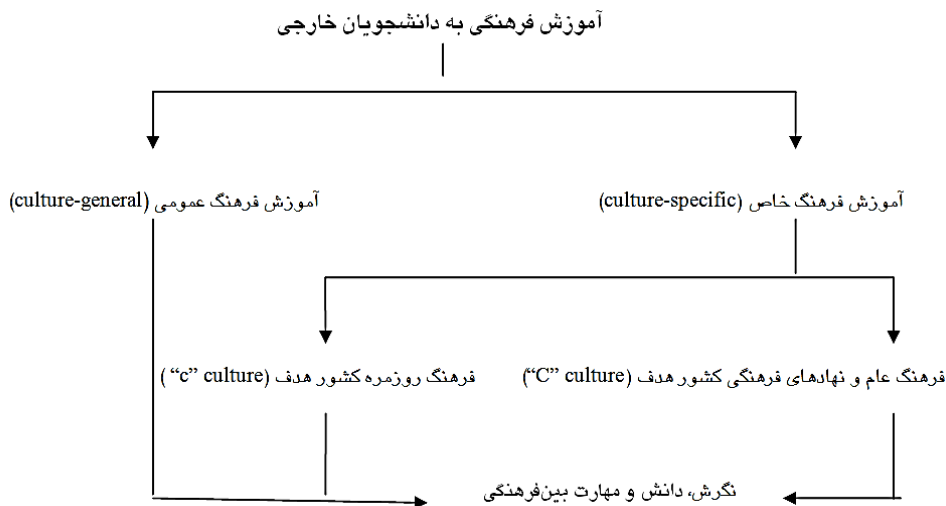 آموزش فرهنگی به دانشجویان خارجی
آموزش فرهنگ خاص (culture-specific)
آموزش فرهنگ عمومی (culture-general)
فرهنگ عام و نهادهای فرهنگی کشور هدف (“C” culture)
فرهنگ روزمره کشور هدف (“c” culture )
نگرش، دانش و مهارت بین‌فرهنگی